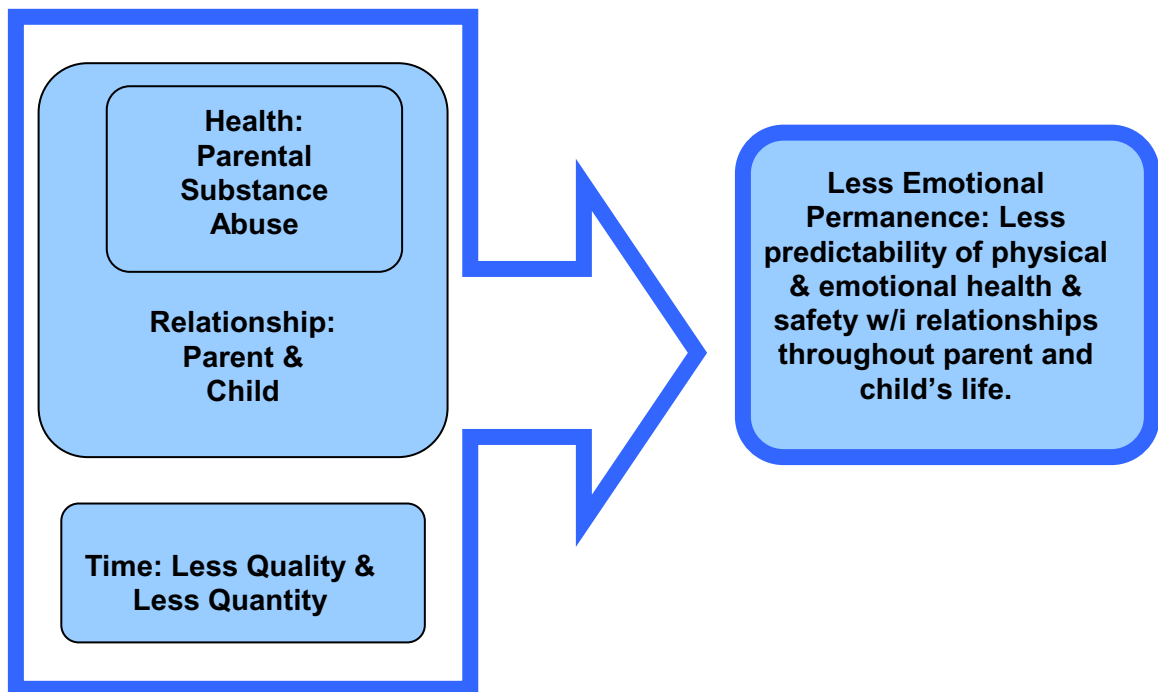 Health:
Parental
Substance
Abuse
Relationship:
Parent &
Child
Time: Less Quality &
Less Quantity
Less Emotional
Permanence: Less
predictability of physical
& emotional health &
safety w/i relationships
throughout parent and
child’s life.